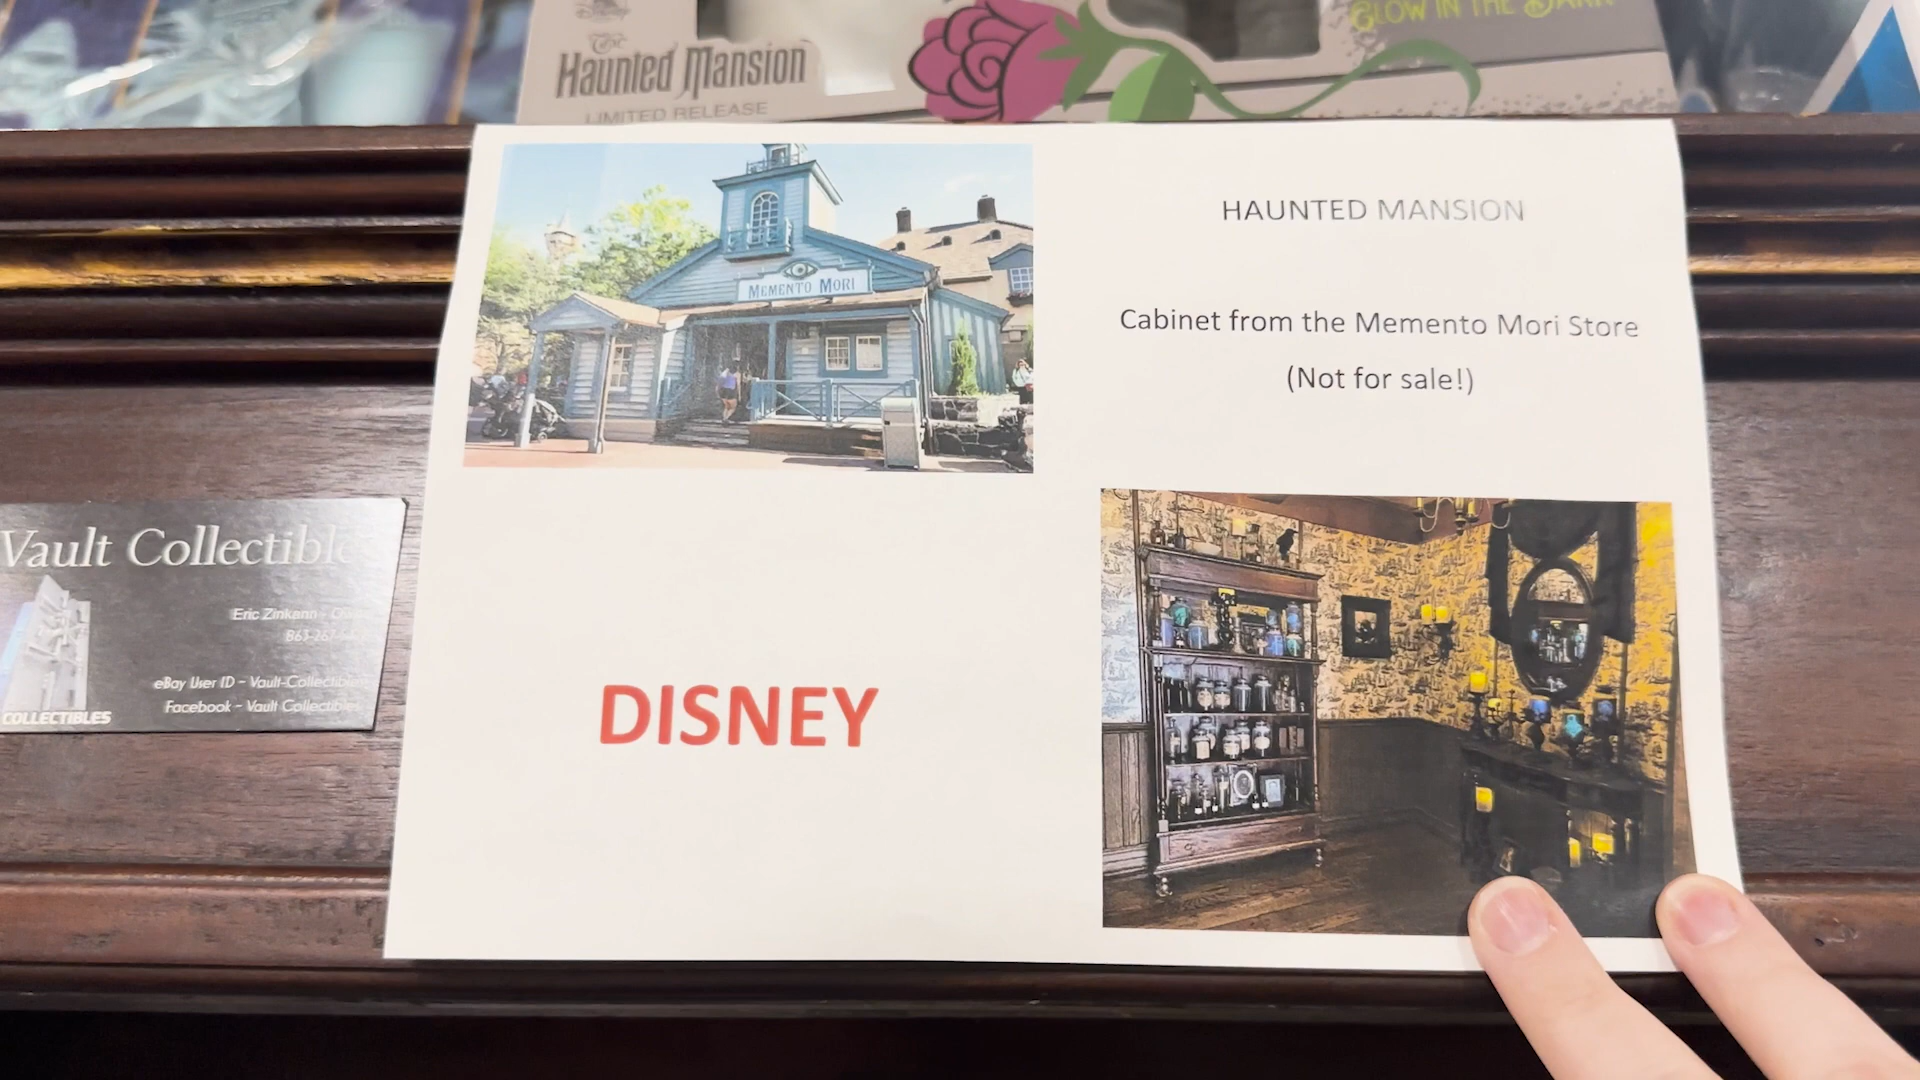 The
Haunted Mansion
LIMITED RELEASE
GLOW IN THE DARK
MEMENTO MORI
HAUNTED MANSION
Cabinet from the Memento Mori Store
(Not for sale!)
DISNEY
Vault Collectible
Eric Zinkann -
eBay User ID - Vault-Collectibles
Facebook - Vault Collectibles
COLLECTIBLES